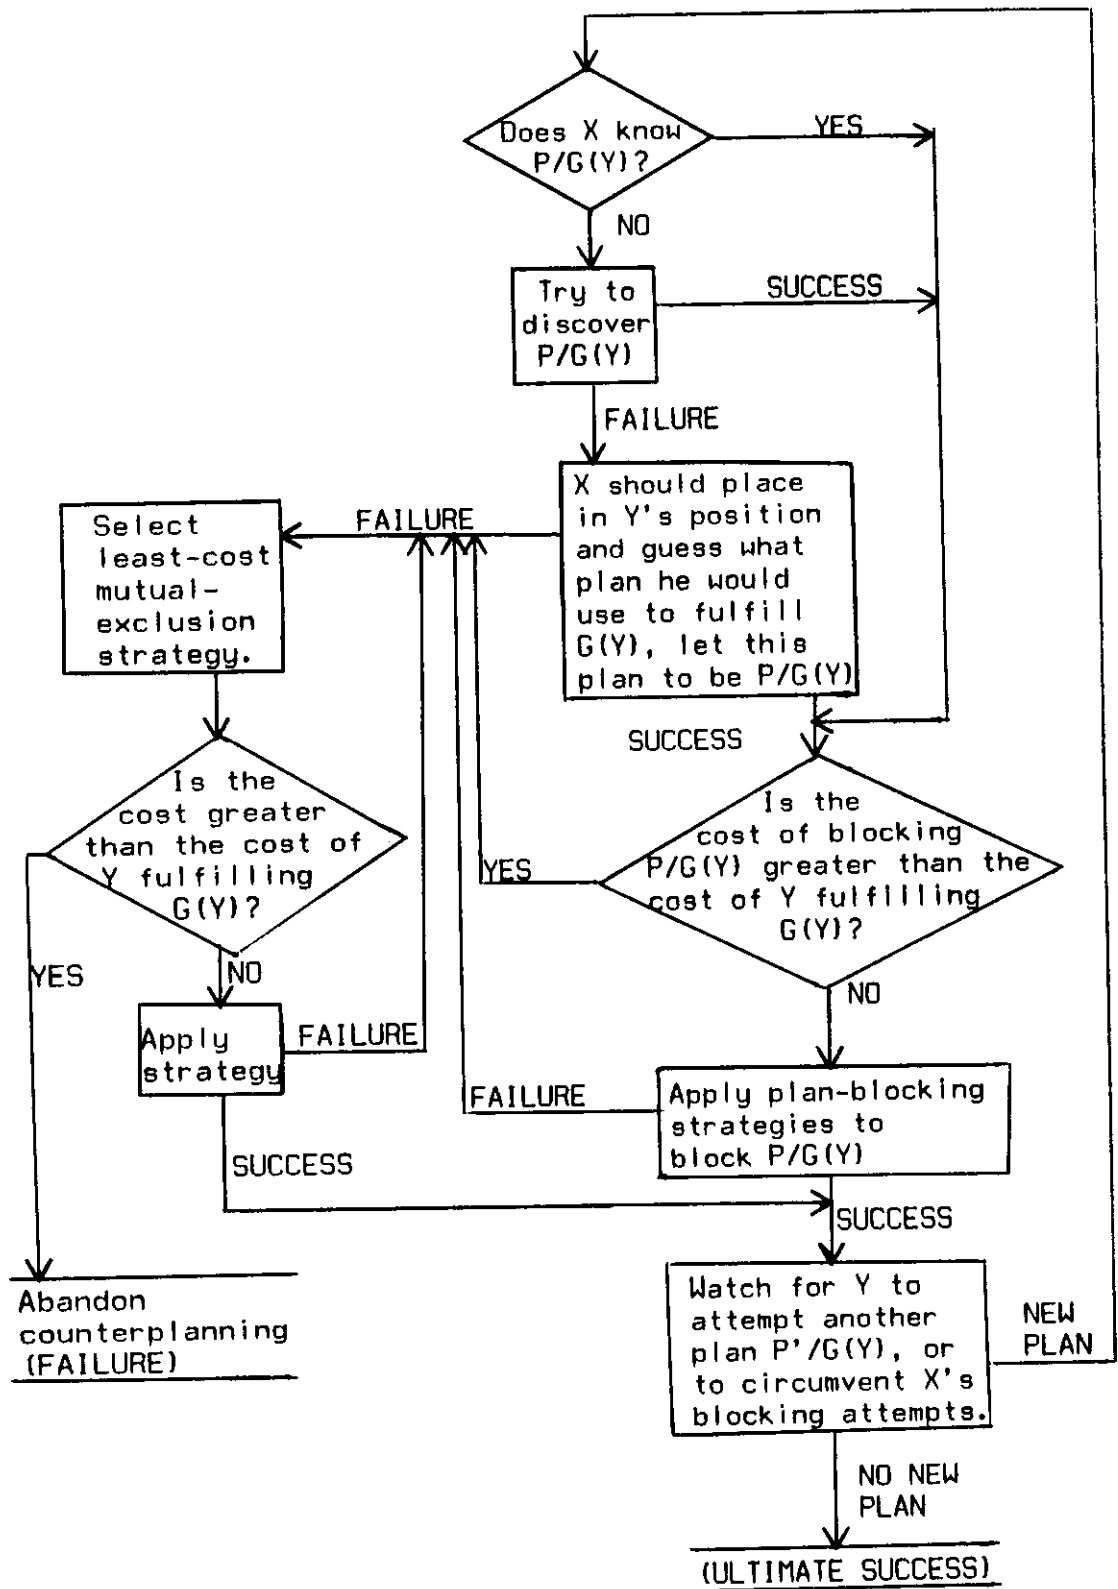 Does X know
P/G(Y)?
YES
NO
Try to
discover
P/G(Y)
SUCCESS
FAILURE
X should place
in Y's position
and guess what
plan he would
use to fulfill
G(Y), let this
plan to be P/G(Y)
FAILURE
Select
least-cost
mutual-
exclusion
strategy.
SUCCESS
Is the
cost greater
than the cost of
Y fulfilling
G(Y)?
Is the
cost of blocking
P/G(Y) greater than the
cost of Y fulfilling
G(Y)?
YES
YES
NO
NO
Apply
strategy
FAILURE
FAILURE
Apply plan-blocking
strategies to
block P/G(Y)
SUCCESS
SUCCESS
Abandon
counterplanning
(FAILURE)
Watch for Y to
attempt another
plan P'/G(Y), or
to circumvent X's
blocking attempts.
NEW
PLAN
NO NEW
PLAN
(ULTIMATE SUCCESS)